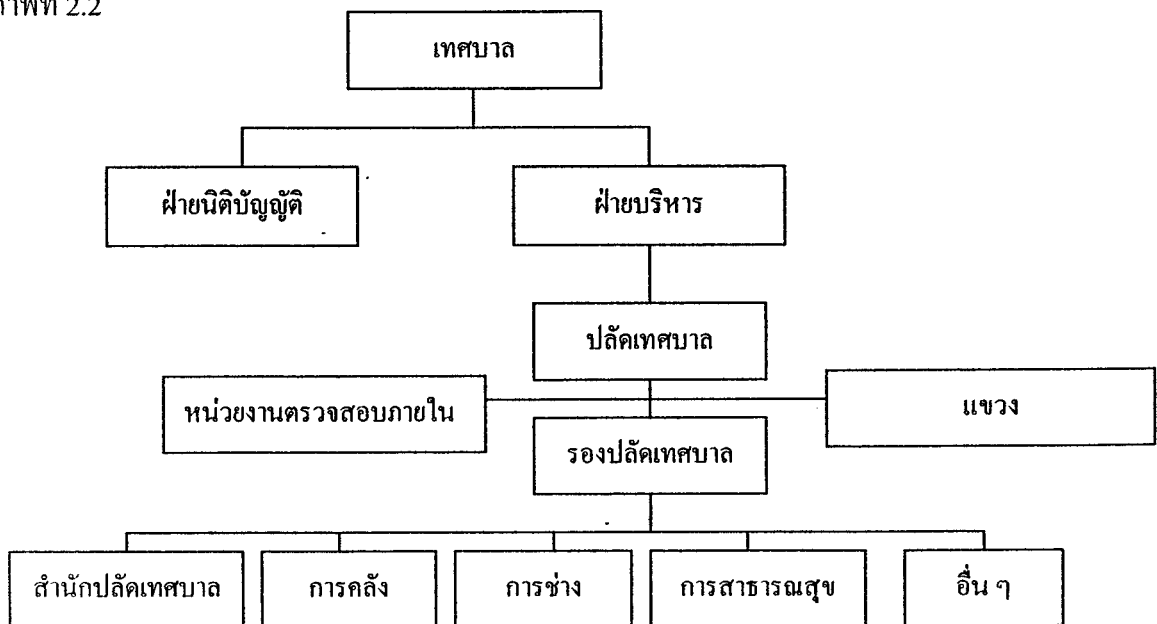 ภาพที่ 2.2
เทศบาล
ฝ่ายนิติบัญญัติ
ฝ่ายบริหาร
ปลัดเทศบาล
หน่วยงานตรวจสอบภายใน
แขวง
รองปลัดเทศบาล
สำนักปลัดเทศบาล
การคลัง
การช่าง
การสาธารณสุข
อื่น ๆ